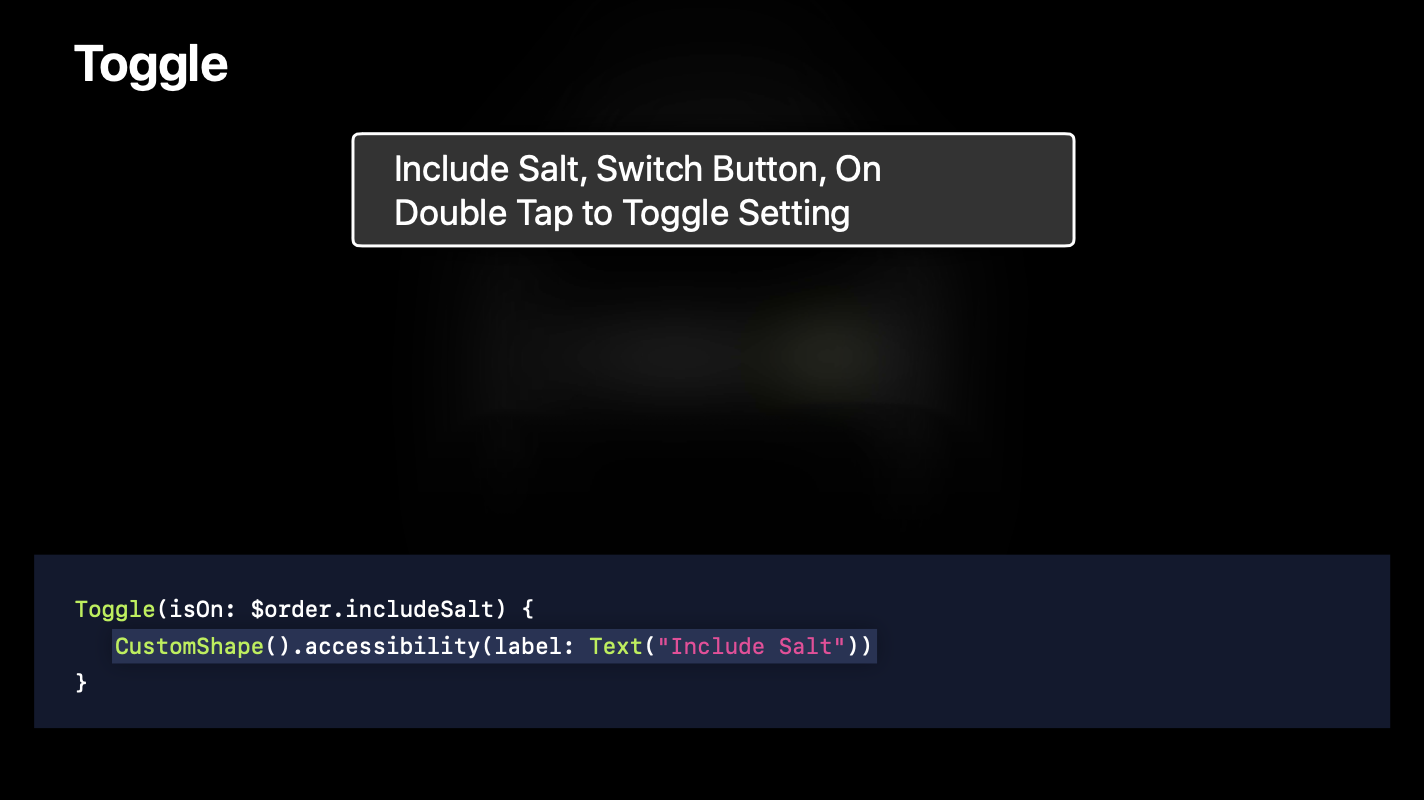 Toggle
Include Salt, Switch Button, On
Double Tap to Toggle Setting
Toggle(isOn: $order.includeSalt) {
CustomShape().accessibility(label: Text("Include Salt"))
}